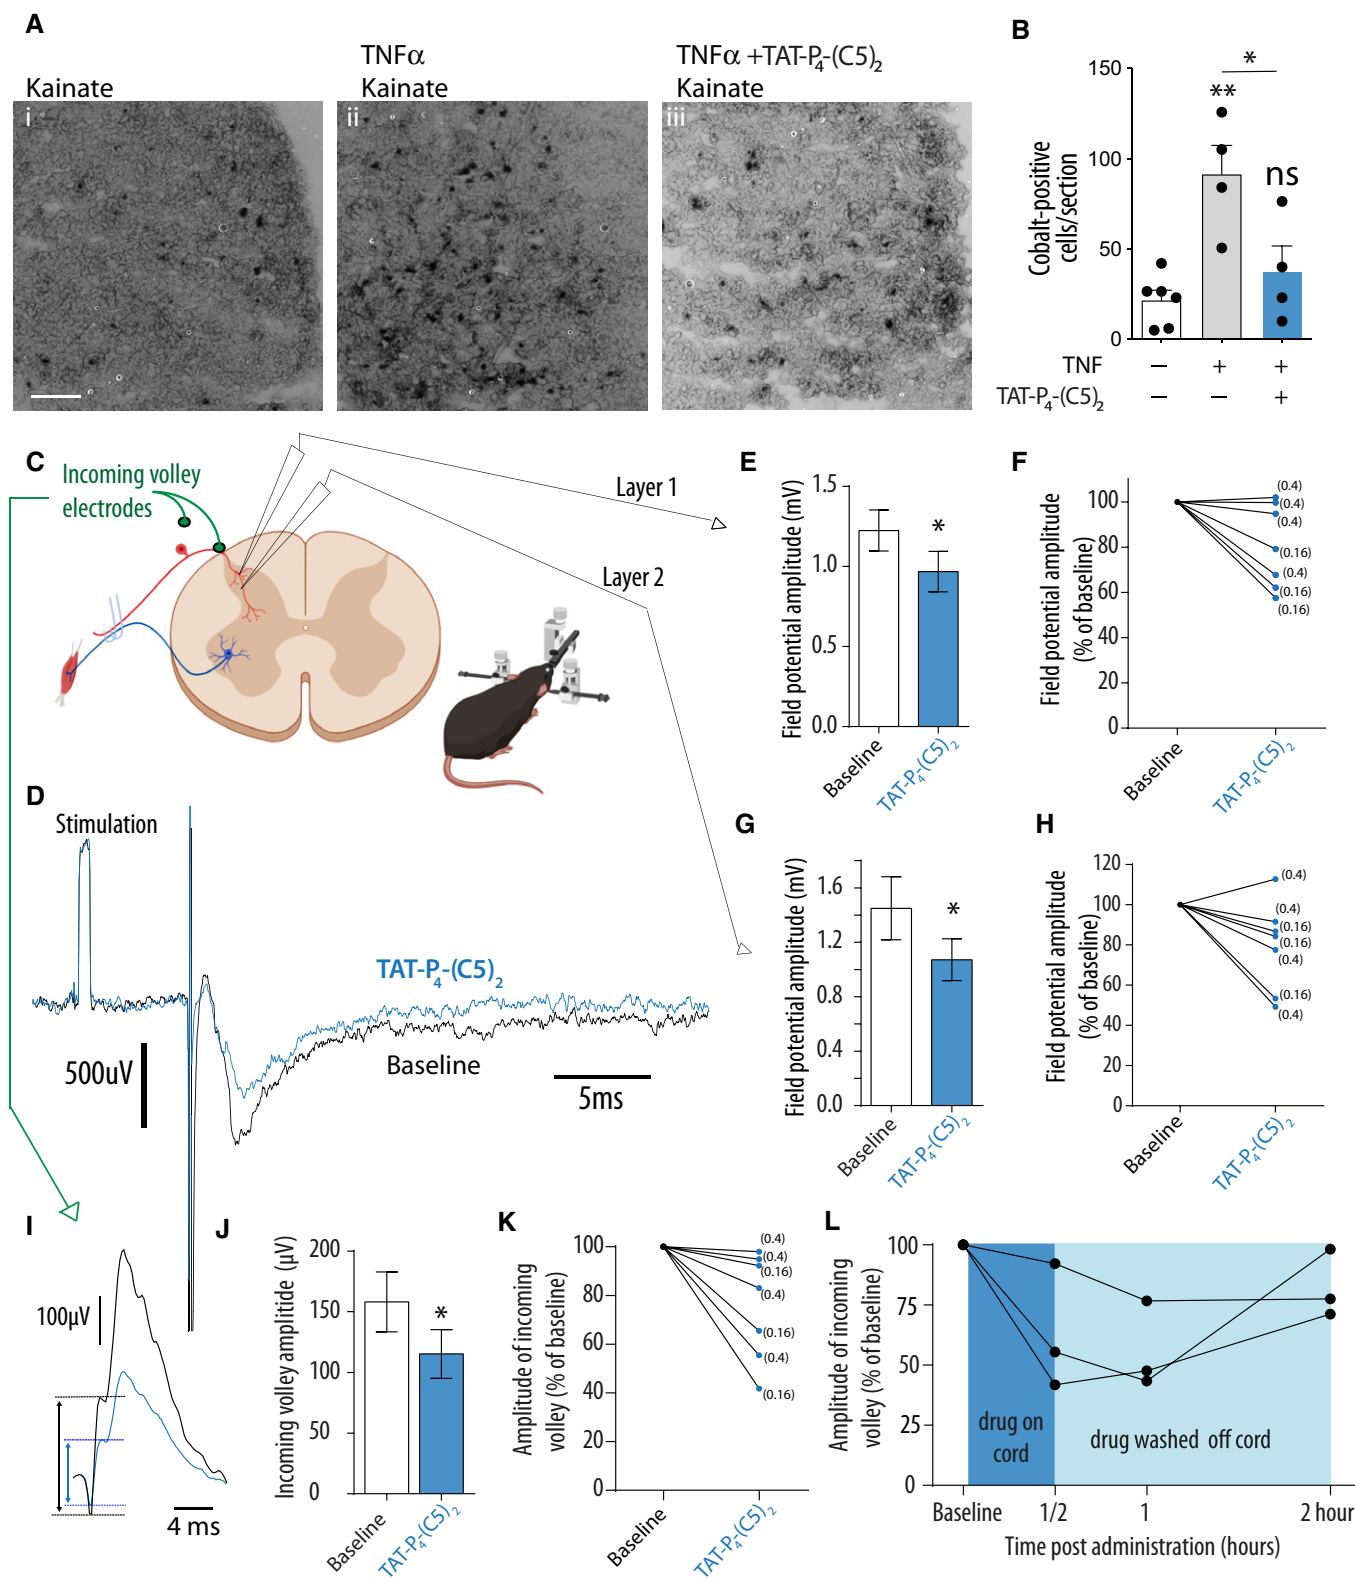 A
TNFα
TNFα +TAT-P4-(C5)2
Kainate
Kainate
Kainate
i
ii
iii
B
150
100
50
0
Cobalt-positive
cells/section
**
*
ns
TNF
− + +
TAT-P4-(C5)2
− − +
C
Incoming volley
electrodes
Layer 1
Layer 2
D
Stimulation
TAT-P4-(C5)2
Baseline
500uV
5ms
E
Field potential amplitude (mV)
1.5
1.0
0.5
0.0
*
Baseline
TAT-P4-(C5)2
F
Field potential amplitude
(% of baseline)
100
80
60
40
20
0
(0.4)
(0.4)
(0.4)
(0.16)
(0.4)
(0.16)
(0.16)
Baseline
TAT-P4-(C5)2
G
Field potential amplitude (mV)
1.6
1.2
0.8
0.4
0.0
*
Baseline
TAT-P4-(C5)2
H
Field potential amplitude
(% of baseline)
120
100
80
60
40
20
0
(0.4)
(0.4)
(0.16)
(0.16)
(0.4)
(0.16)
(0.4)
Baseline
TAT-P4-(C5)2
I
100µV
4 ms
J
Incoming volley amplitide (µV)
200
150
100
50
0
*
Baseline
TAT-P4-(C5)2
K
Amplitude of incoming
volley (% of baseline)
100
80
60
40
20
0
(0.4)
(0.4)
(0.16)
(0.4)
(0.16)
(0.4)
(0.16)
Baseline
TAT-P4-(C5)2
L
Amplitude of incoming
volley (% of baseline)
100
75
50
25
0
drug on
cord
drug washed off cord
Baseline 1/2 1 2 hour
Time post administration (hours)